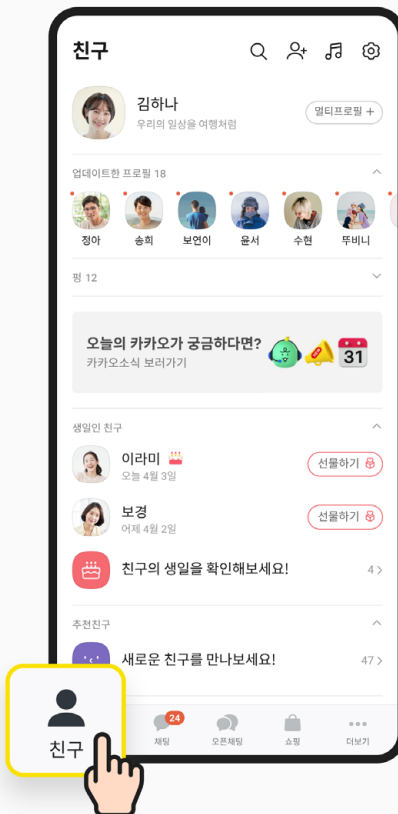 친구
김하나
우리의 일상을 여행처럼
멀티프로필 +
업데이트한 프로필 18
정아 송희 보연이 윤서 수현 뚜비니
펑 12
오늘의 카카오가 궁금하다면?
카카오소식 보러가기
31
생일인 친구
이라미
오늘 4월 3일
선물하기
보경
어제 4월 2일
선물하기
친구의 생일을 확인해보세요!
4
추천친구
새로운 친구를 만나보세요!
47
친구
24
채팅 오픈채팅 쇼핑 더보기